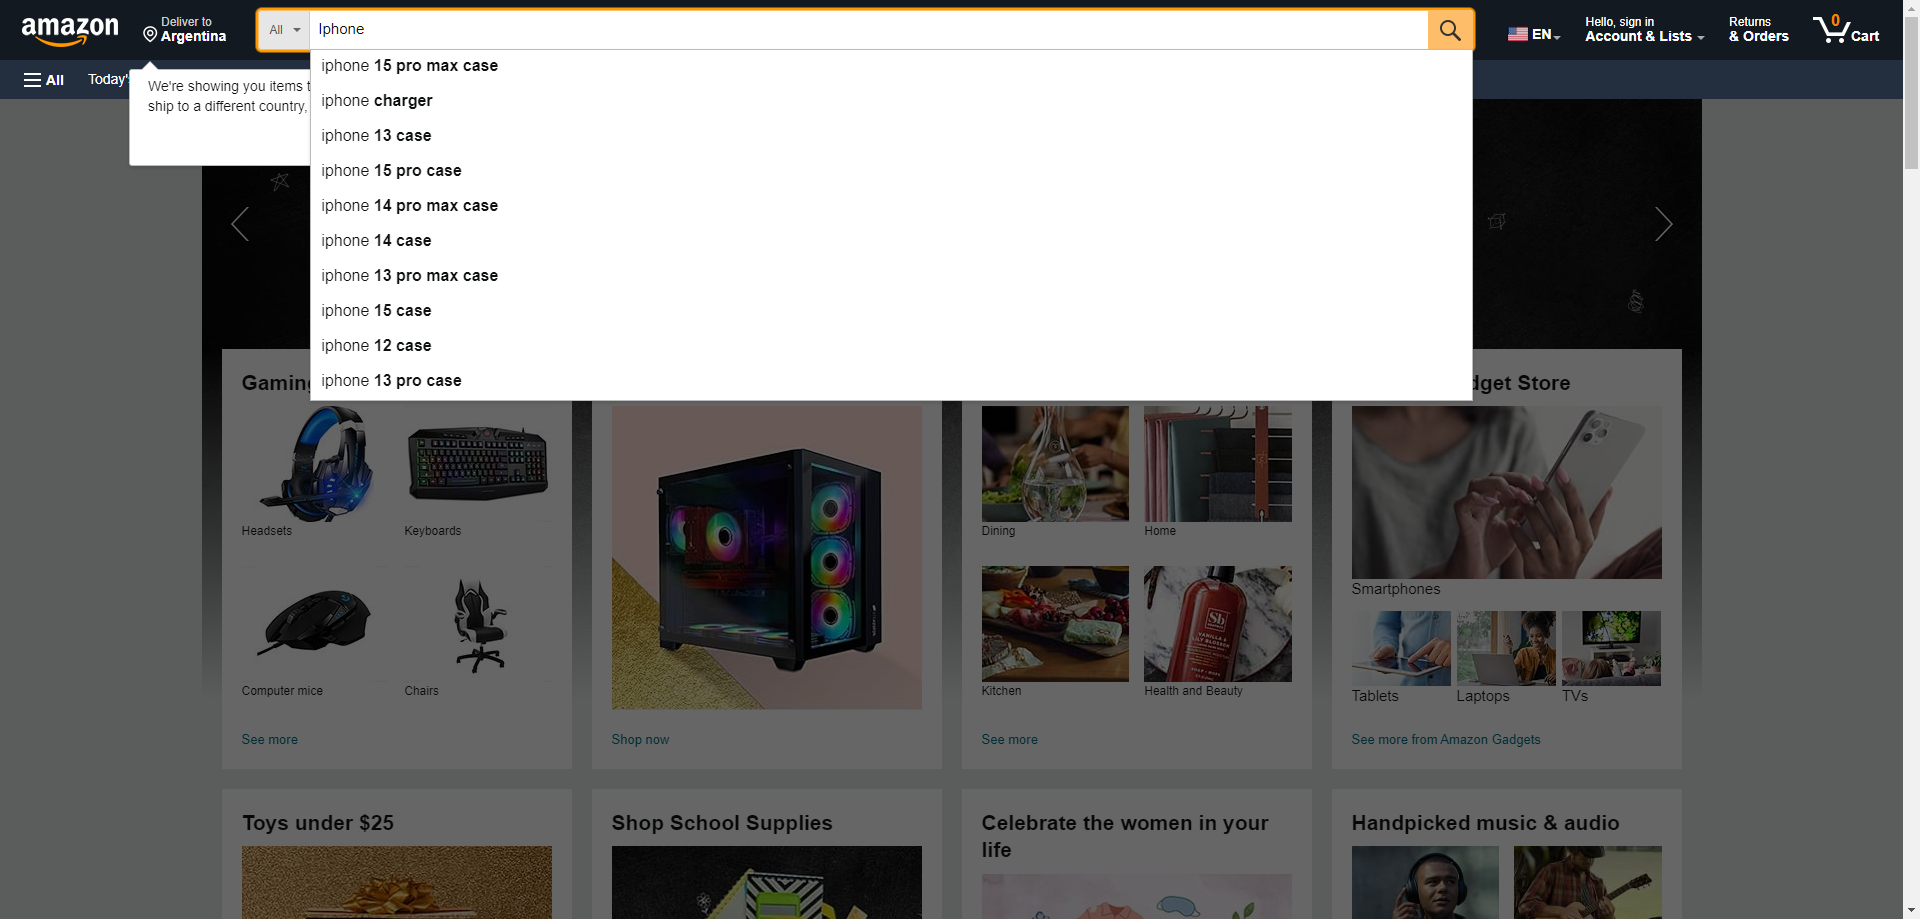 amazon
Deliver to
Argentina
All
Iphone
EN
Hello, sign in
Account & Lists
Returns
& Orders
0
Cart
All
Today'
We're showing you items t
ship to a different country,
iphone 15 pro max case
iphone charger
iphone 13 case
iphone 15 pro case
iphone 14 pro max case
iphone 14 case
iphone 13 pro max case
iphone 15 case
iphone 12 case
iphone 13 pro case
Gaming
dget Store
Headsets
Keyboards
Dining
Home
Smartphones
Computer mice
Chairs
Kitchen
Health and Beauty
Tablets
Laptops
TVs
See more
Shop now
See more
See more from Amazon Gadgets
Toys under $25
Shop School Supplies
Celebrate the women in your
life
Handpicked music & audio